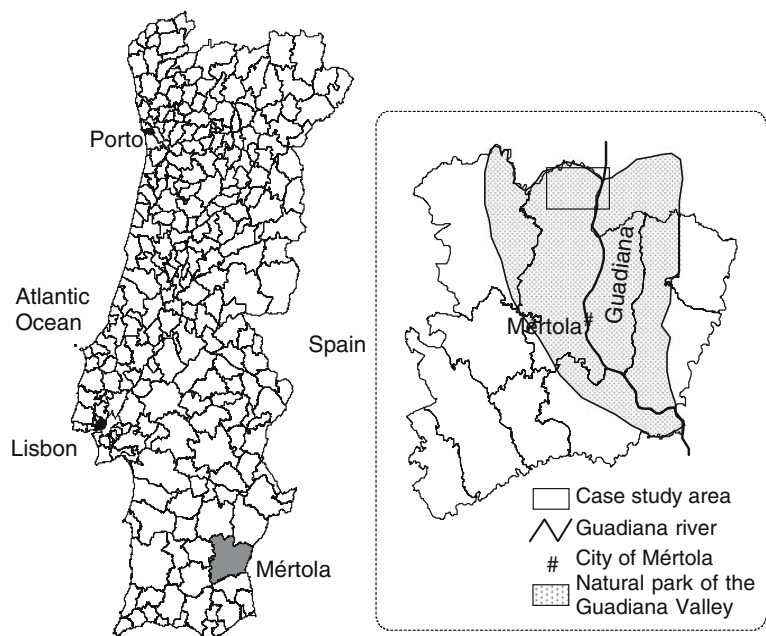 Porto
Atlantic
Ocean
Spain
Lisbon
Mértola
Guadiana
Mértola
#
Case study area
Guadiana river
# City of Mértola
Natural park of the
Guadiana Valley